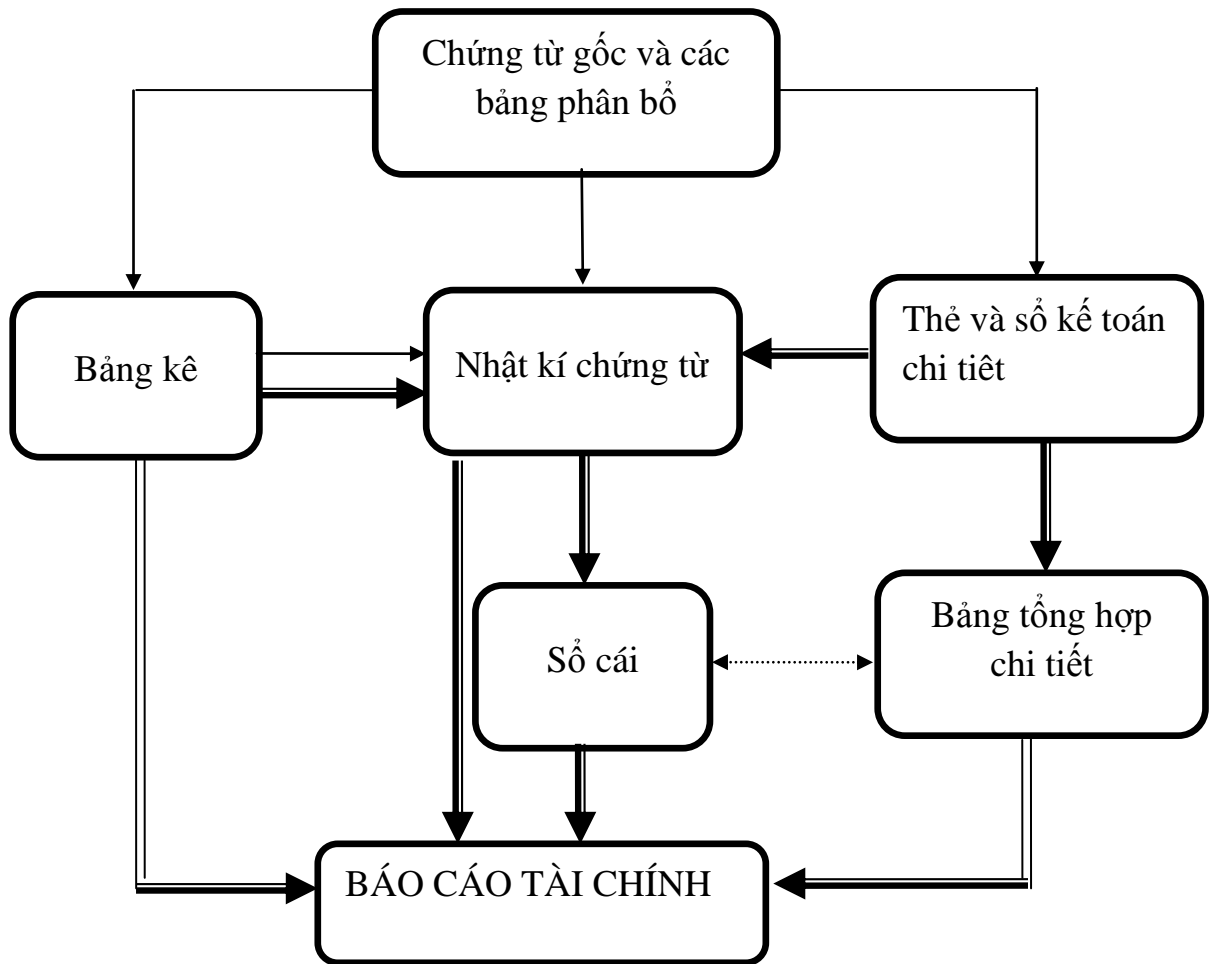 Chứng từ gốc và các
bảng phân bổ
Bảng kê
Nhật kí chứng từ
Thẻ và sổ kế toán
chi tiêt
Sổ cái
Bảng tổng hợp
chi tiết
BÁO CÁO TÀI CHÍNH